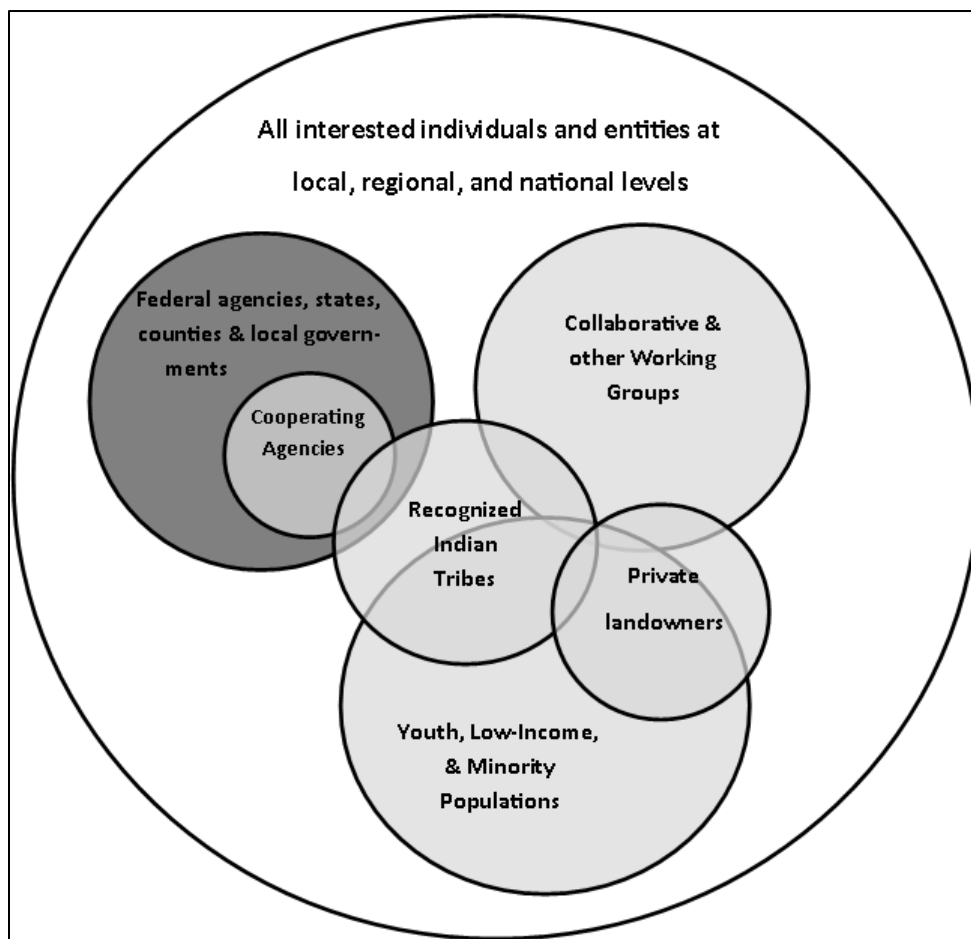 All interested individuals and entities at
local, regional, and national levels
Federal agencies, states,
counties & local govern-
ments
Cooperating
Agencies
Collaborative &
other Working
Groups
Recognized
Indian
Tribes
Private
landowners
Youth, Low-Income,
& Minority
Populations